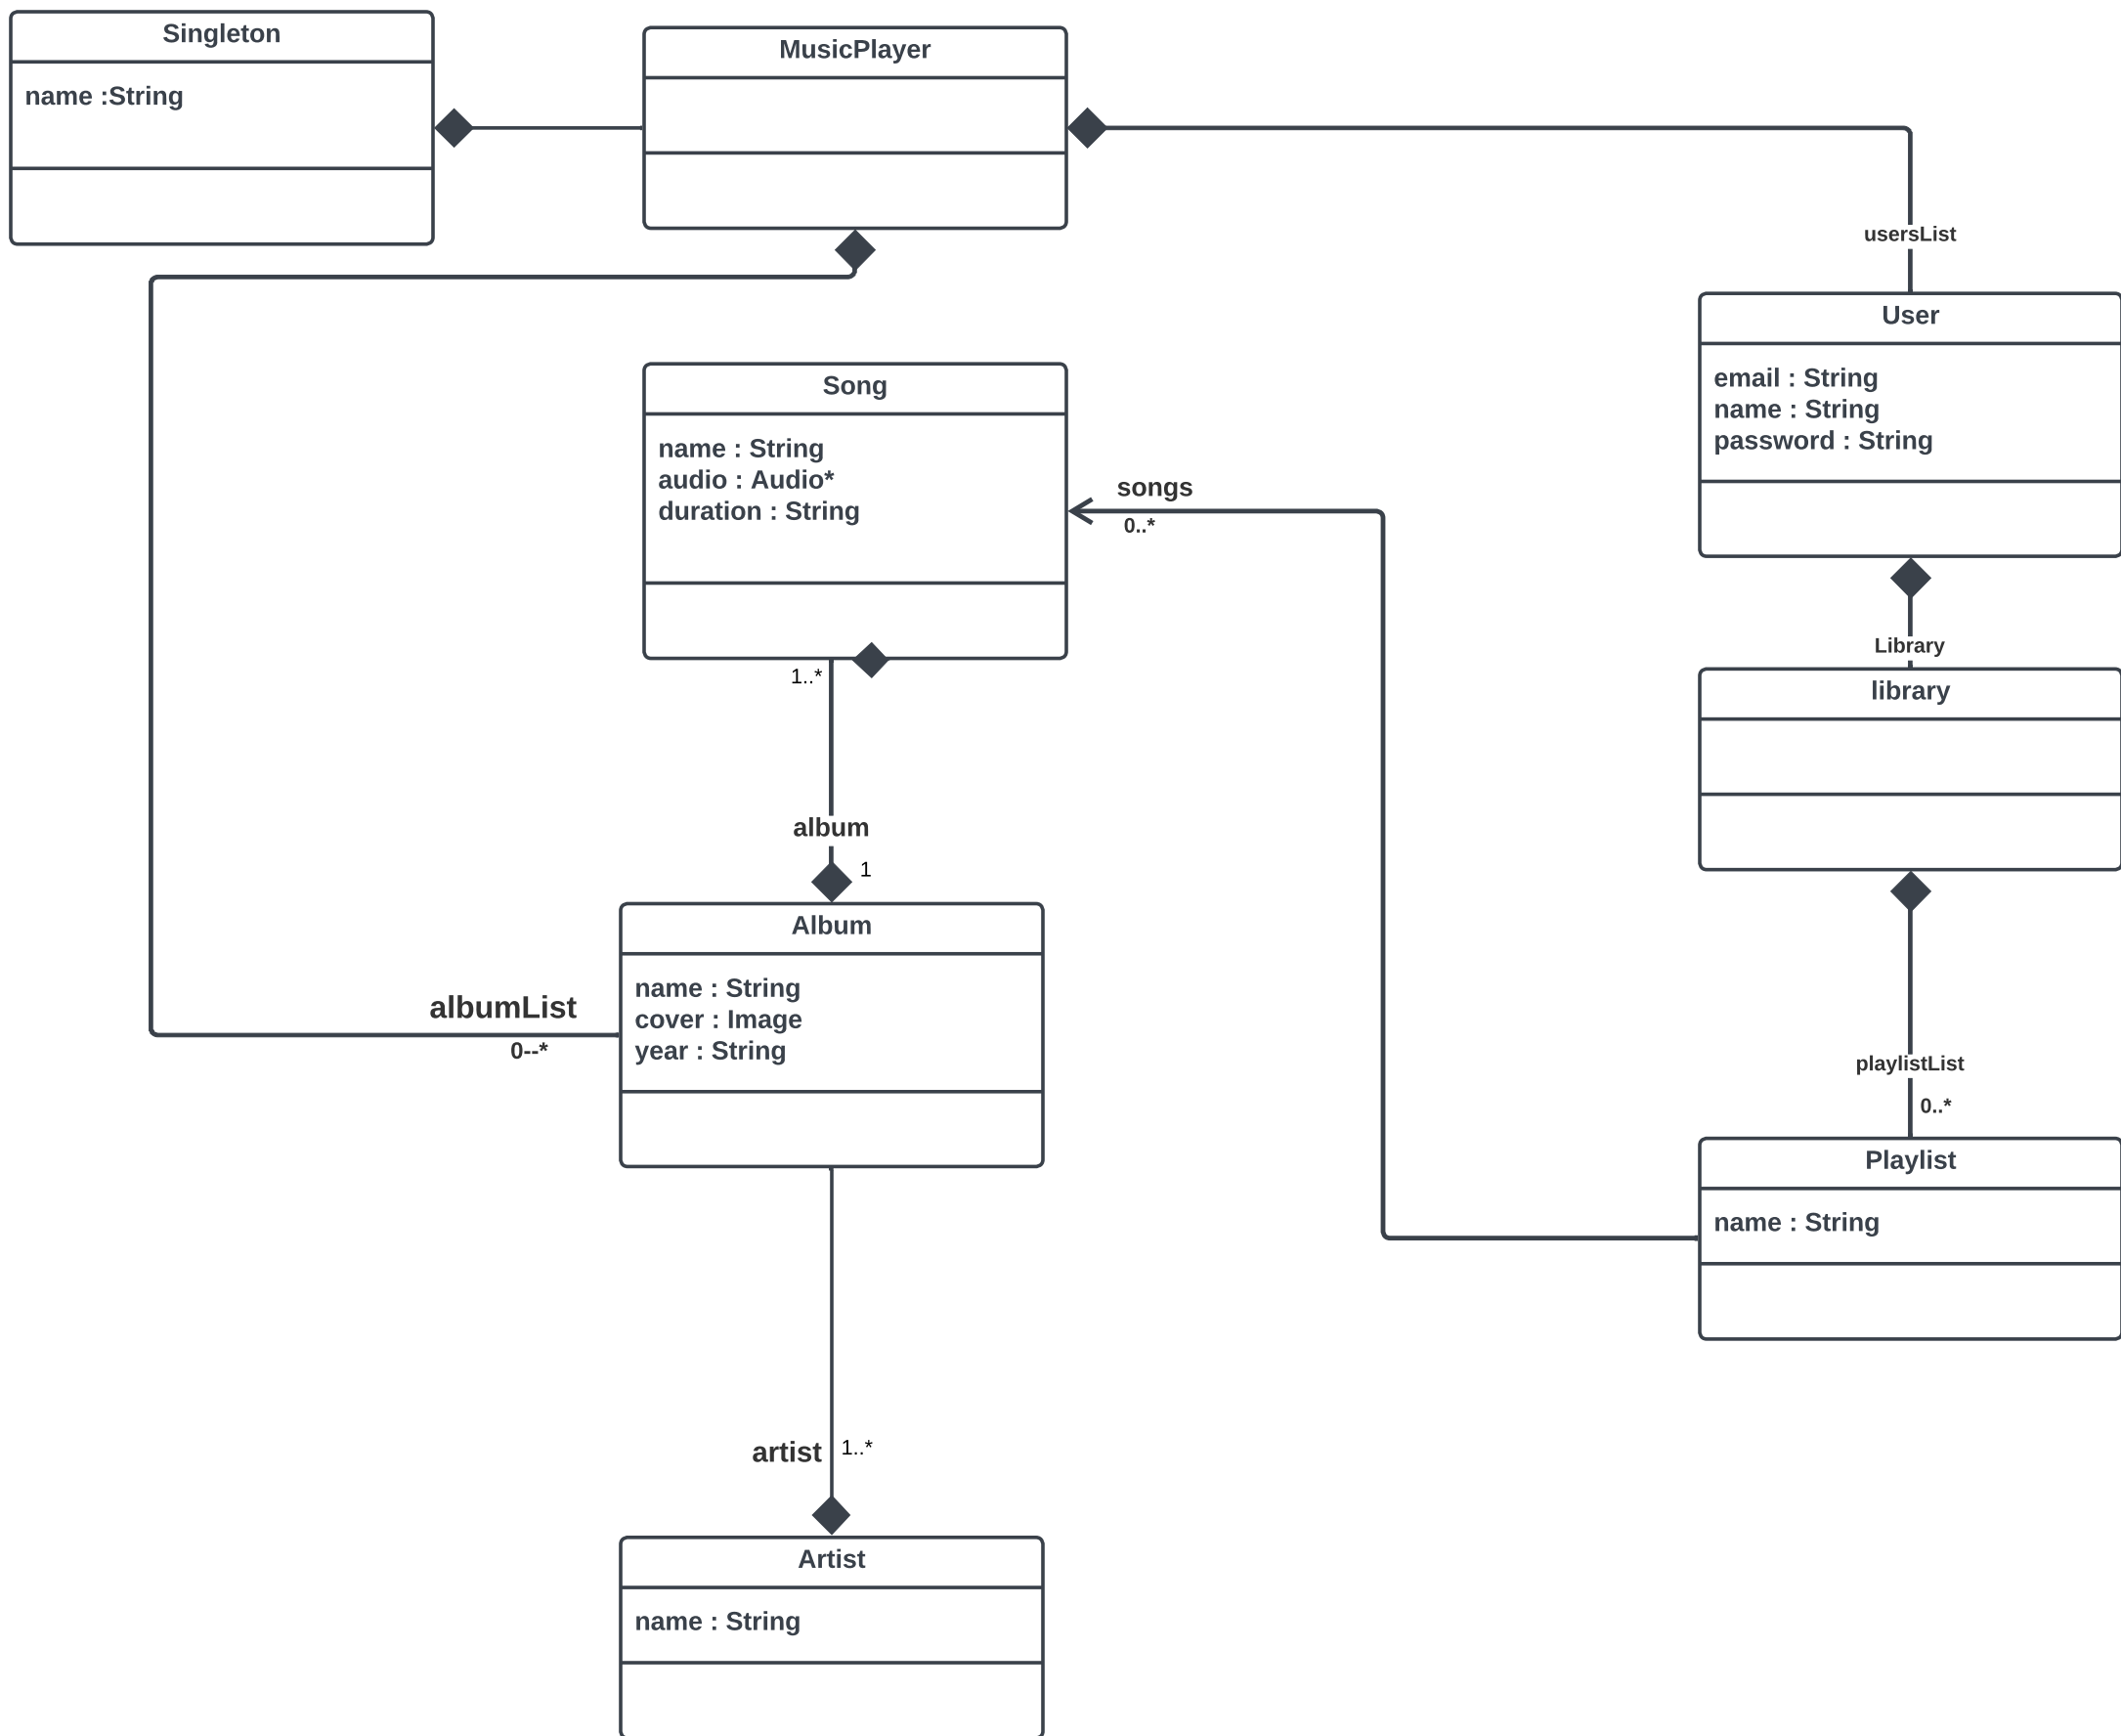 Singleton
name :String
MusicPlayer
usersList
User
email : String
name : String
password : String
Song
name : String
audio : Audio*
duration : String
songs
0..*
1..*
album
1
Library
library
Album
name : String
cover : Image
year : String
albumList
0--*
playlistList
0..*
Playlist
name : String
artist
1..*
Artist
name : String